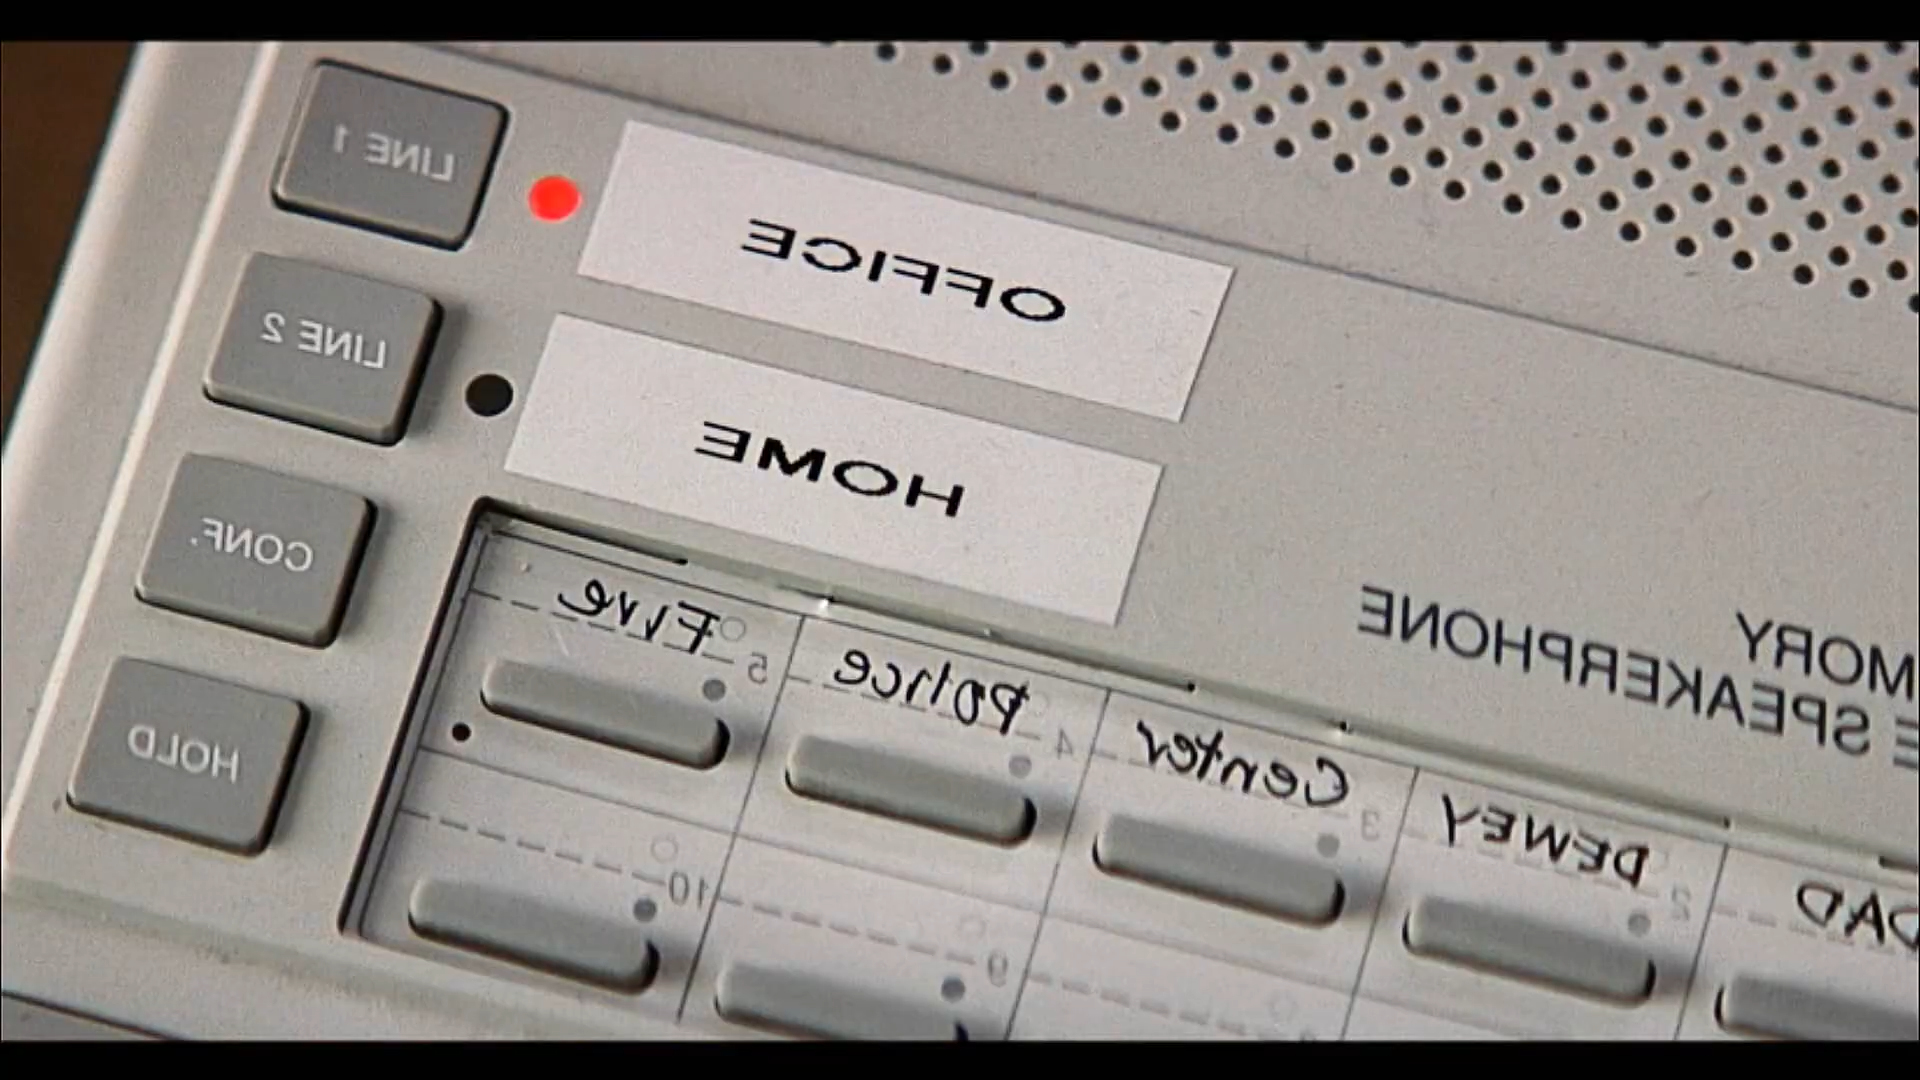 LINE 1
OFFICE
LINE 2
HOME
CONF.
HOLD
MORY
E SPEAKERPHONE
DAD
DEWEY
2
Center
3
Police
4
Fire
5
9
10